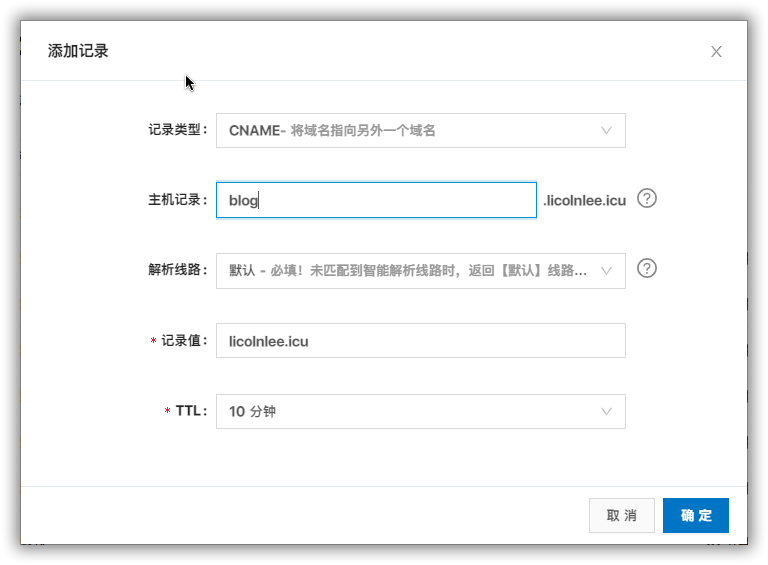 添加记录
记录类型： CNAME- 将域名指向另外一个域名
主机记录： blog .licolnlee.icu
解析线路： 默认 - 必填！未匹配到智能解析线路时，返回【默认】线路...
* 记录值： licolnlee.icu
* TTL： 10 分钟
取 消 确 定